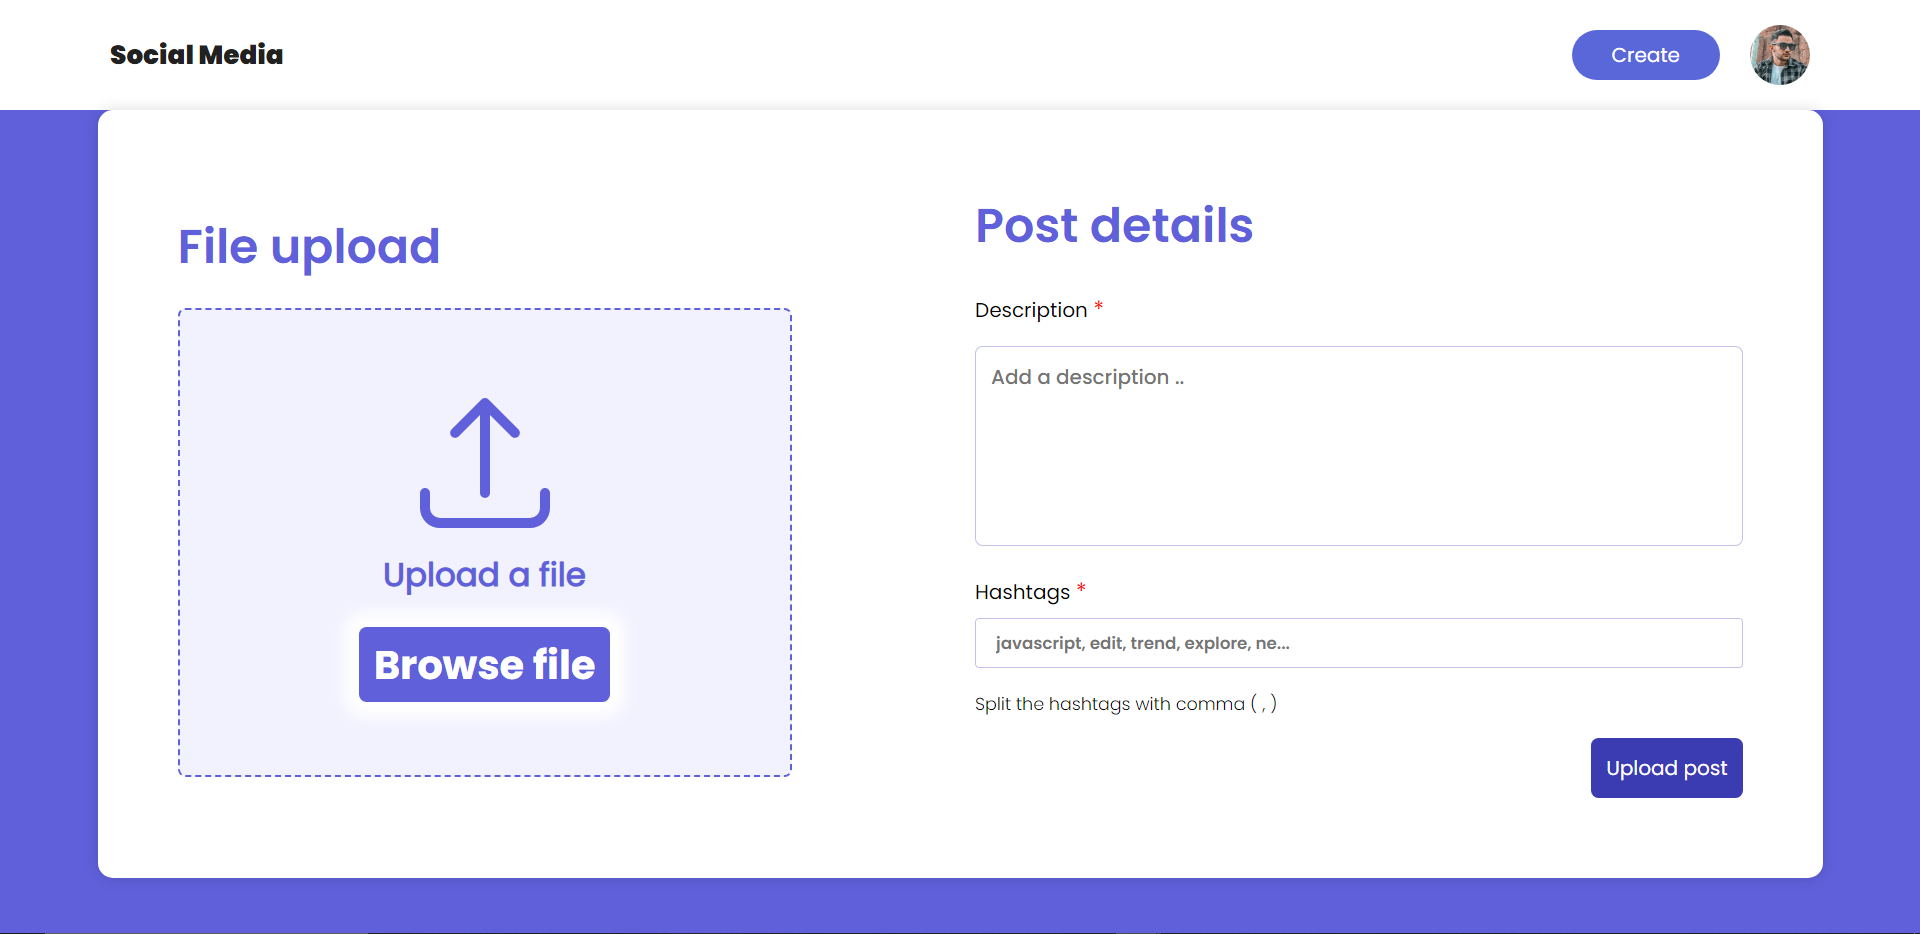 Social Media
Create
File upload
Upload a file
Browse file
Post details
Description *
Add a description ..
Hashtags *
javascript, edit, trend, explore, ne...
Split the hashtags with comma ( , )
Upload post